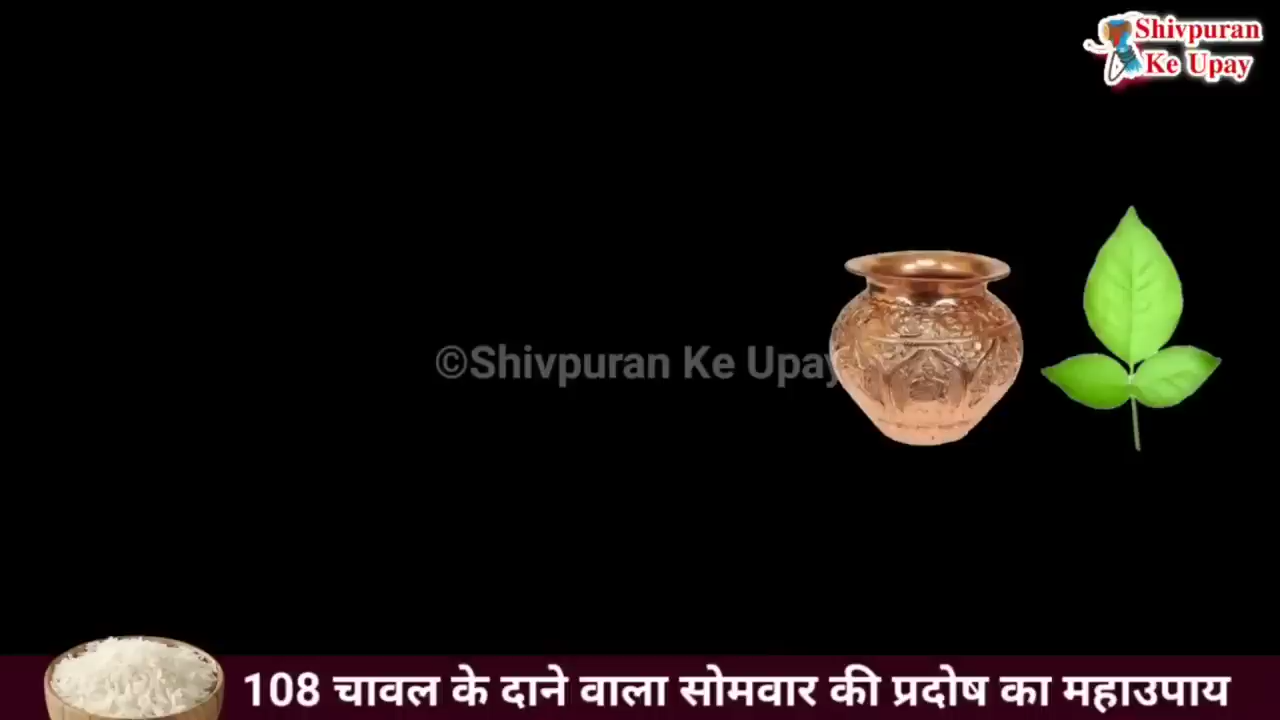 Shivpuran
Ke Upay
©Shivpuran Ke Upay
108 चावल के दाने वाला सोमवार की प्रदोष का महाउपाय